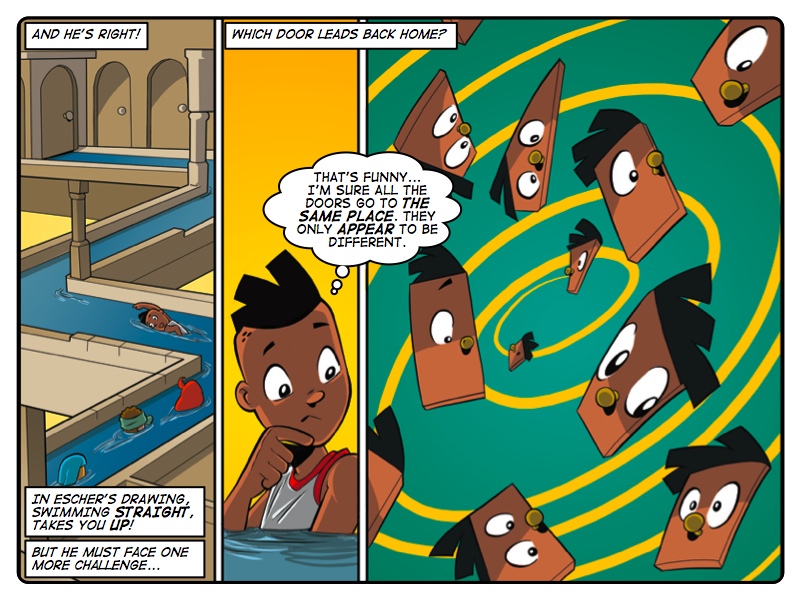 AND HE'S RIGHT!
IN ESCHER'S DRAWING,
SWIMMING STRAIGHT,
TAKES YOU UP!
BUT HE MUST FACE ONE
MORE CHALLENGE...
WHICH DOOR LEADS BACK HOME?
THAT'S FUNNY...
I'M SURE ALL THE
DOORS GO TO THE
SAME PLACE. THEY
ONLY APPEAR TO BE
DIFFERENT.